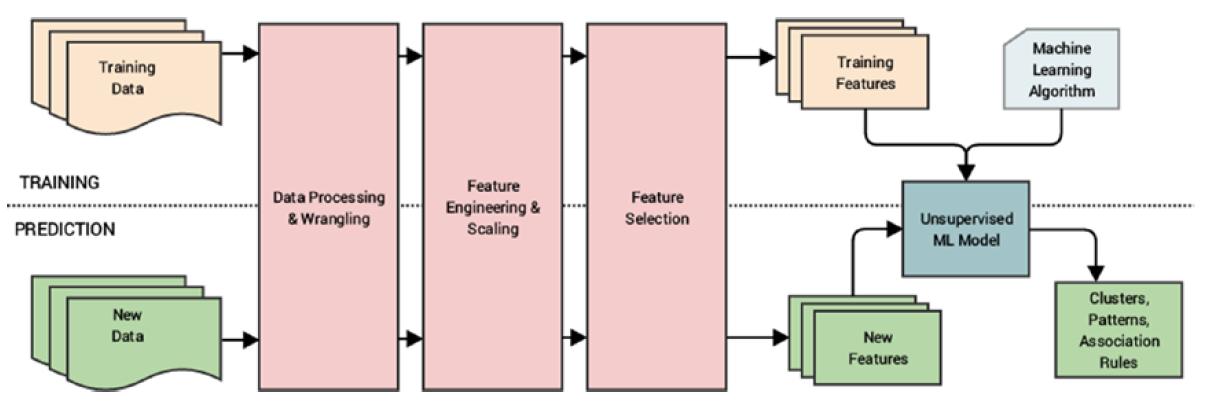 Training
Data
Training
Features
Machine
Learning
Algorithm
TRAINING
Data Processing
& Wrangling
Feature
Engineering &
Scaling
Feature
Selection
Unsupervised
ML Model
PREDICTION
New
Data
New
Features
Clusters,
Patterns,
Association
Rules